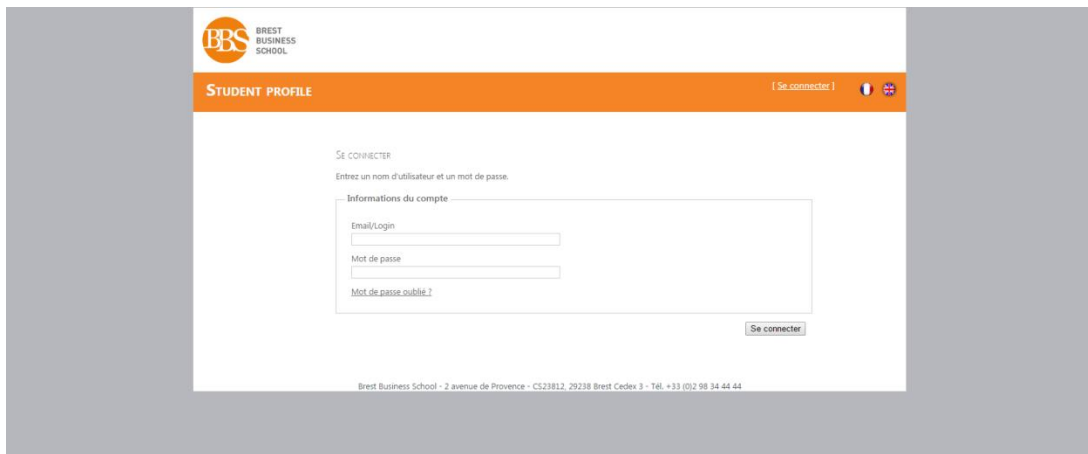 BBS
BREST
BUSINESS
SCHOOL
STUDENT PROFILE
[ Se connecter ]
SE CONNECTER
Entrez un nom d'utilisateur et un mot de passe.
Informations du compte
Email/Login
Mot de passe
Mot de passe oublié ?
Se connecter
Brest Business School - 2 avenue de Provence - CS23812, 29238 Brest Cedex 3 - Tél. +33 (0)2 98 34 44 44